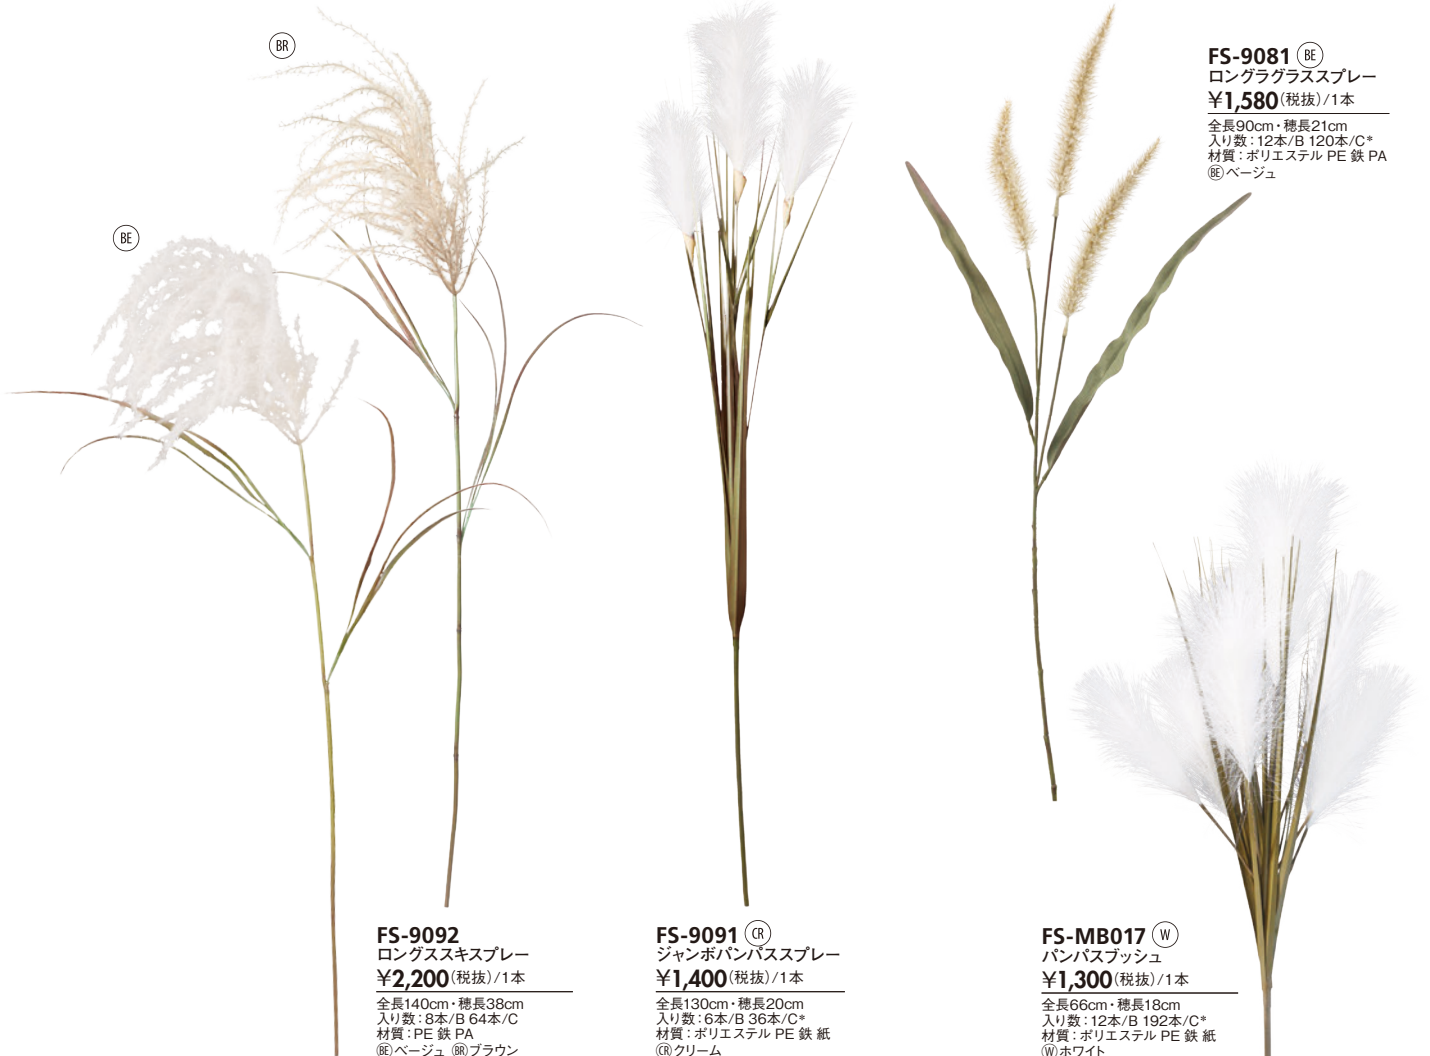 BR
BE
FS-9081 BE
ロングラグラススプレー
¥1,580(税抜)/1本
全長90cm・穂長21cm
入り数：12本/B 120本/C*
材質：ポリエステル PE 鉄 PA
BEベージュ
FS-9092
ロングススキスプレー
¥2,200(税抜)/1本
全長140cm・穂長38cm
入り数：8本/B 64本/C
材質：PE 鉄 PA
BEベージュ BRブラウン
FS-9091 CR
ジャンボパンパススプレー
¥1,400(税抜)/1本
全長130cm・穂長20cm
入り数：6本/B 36本/C*
材質：ポリエステル PE 鉄 紙
CRクリーム
FS-MB017 W
パンパスブッシュ
¥1,300(税抜)/1本
全長66cm・穂長18cm
入り数：12本/B 192本/C*
材質：ポリエステル PE 鉄 紙
Wホワイト